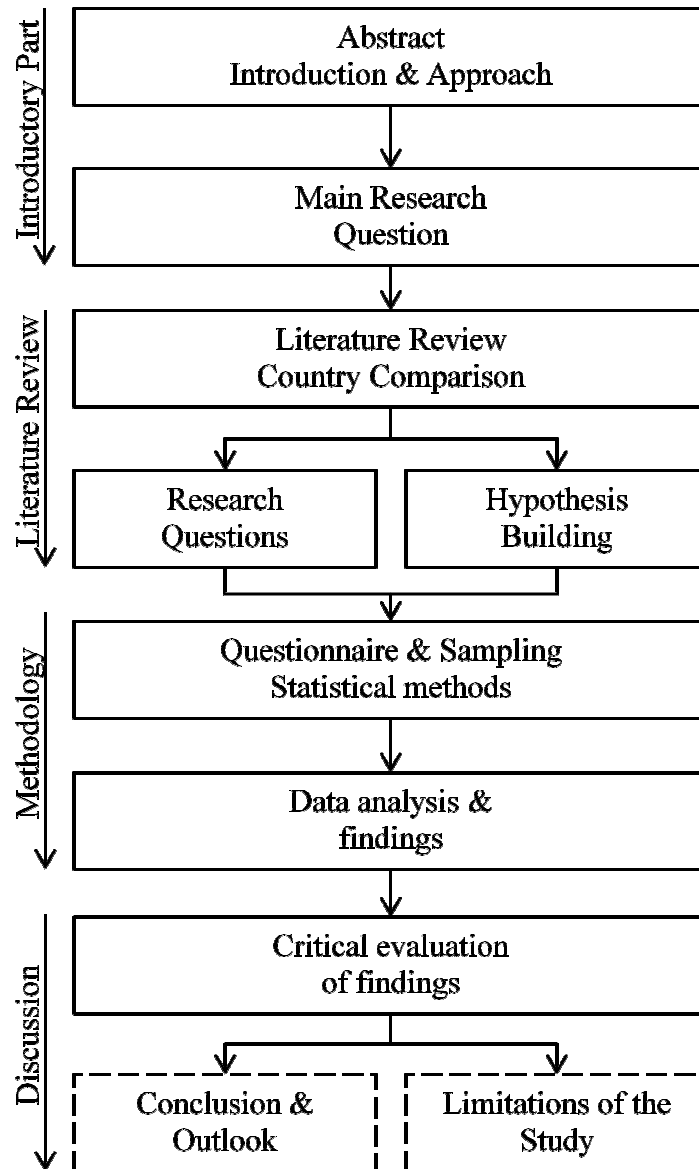 Introductory Part
Abstract
Introduction & Approach
Main Research
Question
Literature Review
Literature Review
Country Comparison
Research
Questions
Hypothesis
Building
Methodology
Questionnaire & Sampling
Statistical methods
Data analysis &
findings
Discussion
Critical evaluation
of findings
Conclusion &
Outlook
Limitations of the
Study